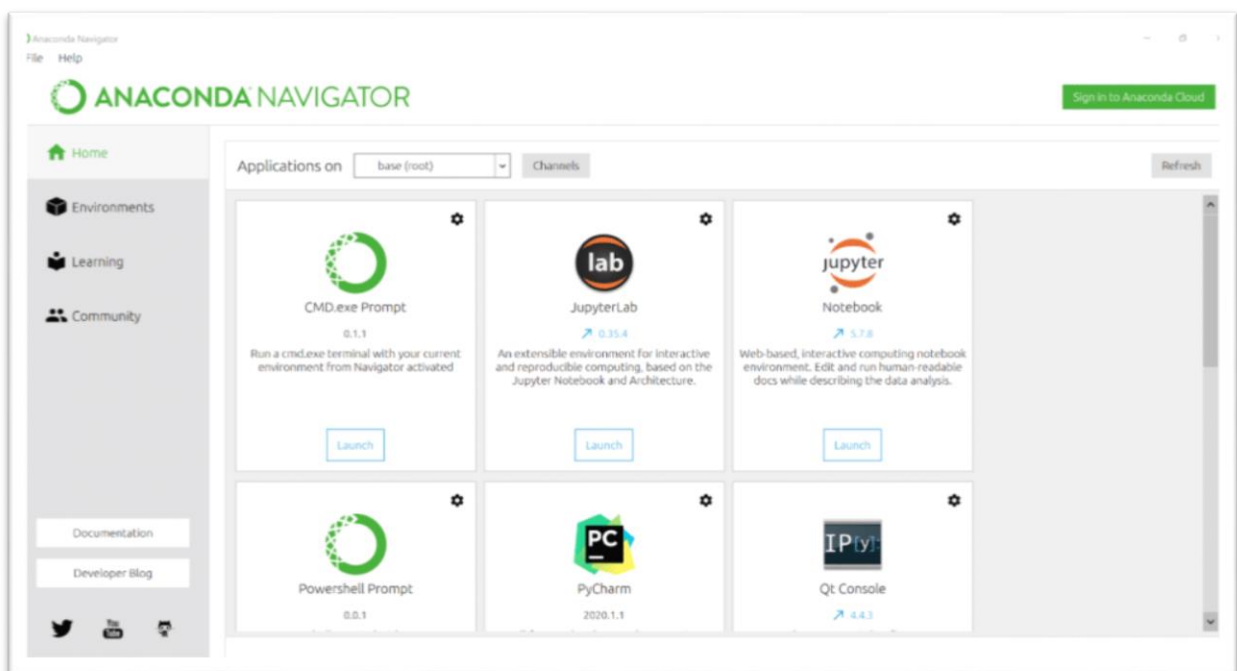 Anaconda Navigator
File Help
ANACONDA NAVIGATOR
Sign in to Anaconda Cloud
Home
Environments
Learning
Community
Documentation
Developer Blog
You
Tube
Applications on base (root) Channels Refresh
CMD.exe Prompt
0.1.1
Run a cmd.exe terminal with your current
environment from Navigator activated
Launch
lab
JupyterLab
0.35.4
An extensible environment for interactive
and reproducible computing, based on the
Jupyter Notebook and Architecture.
Launch
jupyter
Notebook
5.7.8
Web-based, interactive computing notebook
environment. Edit and run human-readable
docs while describing the data analysis.
Launch
Powershell Prompt
0.0.1
PC
PyCharm
2020.1.1
IP[y]:
Qt Console
4.4.3